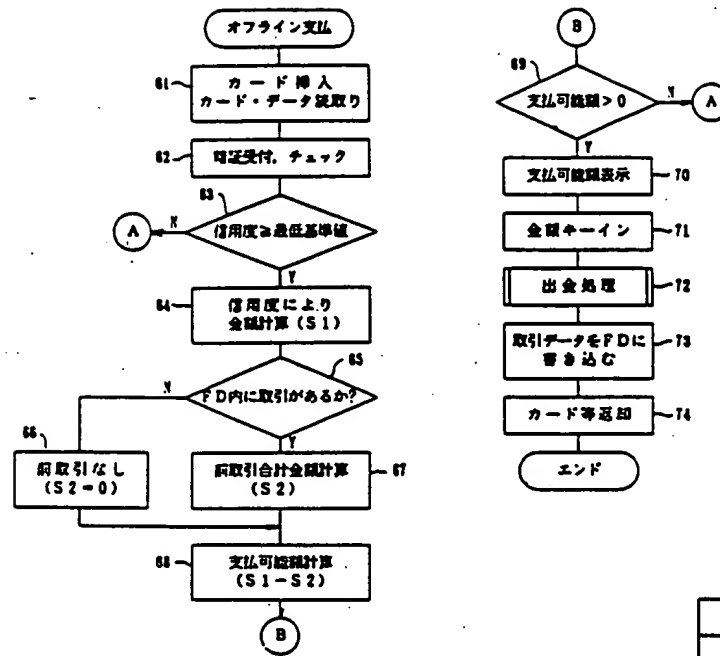 オフライン支払
61
カード挿入
カード・データ読取り
62
暗証受付，チェック
63
信用度≧最低基準値
N
A
Y
64
信用度により
金額計算(S1)
65
FD内に取引があるか?
N
Y
66
前取引なし
(S2=0)
前取引合計金額計算
(S2)
67
68
支払可能額計算
(S1-S2)
B
B
69
支払可能額>0
N
A
Y
支払可能額表示
70
金額キーイン
71
出金処理
72
取引データをFDに
書き込む
73
カード等返却
74
エンド